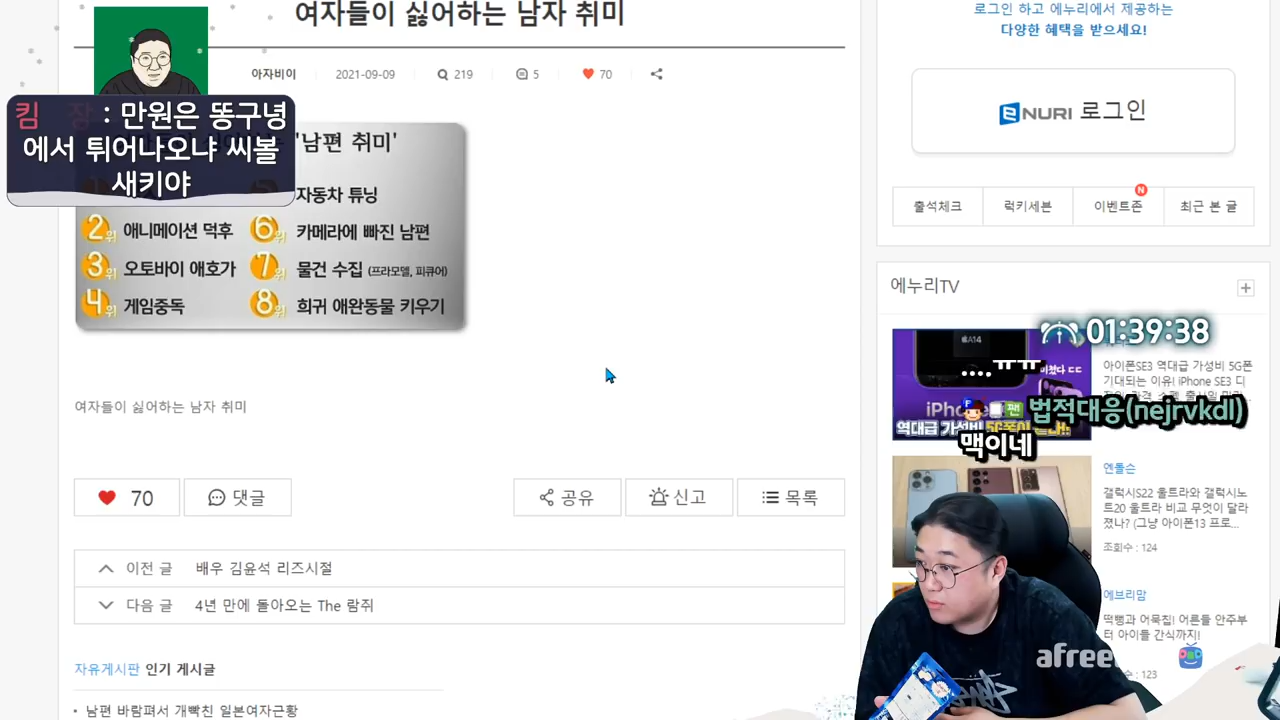 여자들이 싫어하는 남자 취미
아자비이 2021-09-09 219 5 70
킴 장 : 만원은 똥구녕
에서 튀어나오냐 씨볼
새키야
'남편 취미'
자동차 튜닝
2위 애니메이션 덕후 6위 카메라에 빠진 남편
3위 오토바이 애호가 7위 물건 수집 (프라모델, 피큐어)
4위 게임중독 8위 희귀 애완동물 키우기
여자들이 싫어하는 남자 취미
70 댓글 공유 신고 목록
이전 글 배우 김윤석 리즈시절
다음 글 4년 만에 돌아오는 The 람쥐
자유게시판 인기 게시글
남편 바람펴서 개빡친 일본여자근황
로그인 하고 에누리에서 제공하는
다양한 혜택을 받으세요!
ENURI 로그인
출석체크 럭키세븐 이벤트존 N 최근 본 글
에누리TV
01:39:38
A14
....ㅠㅠ
아이폰SE3 역대급 가성비 5G폰
기대되는 이유! iPhone SE3 디
법적대응(nejrvkdl)
팬
맥이네
역대급 가성비
엔돌슨
갤럭시S22 울트라와 갤럭시노
트20 울트라 비교 무엇이 달라
졌나? (그냥 아이폰13 프로...
조회수 : 124
에브리맘
떡뻥과 어묵칩! 어른들 안주부
터 아이들 간식까지!
: 123
afree